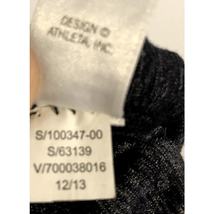 DESIGN ©
ATHLETA, INC.
S/100347-00
S/63139
V/700038016
12/13